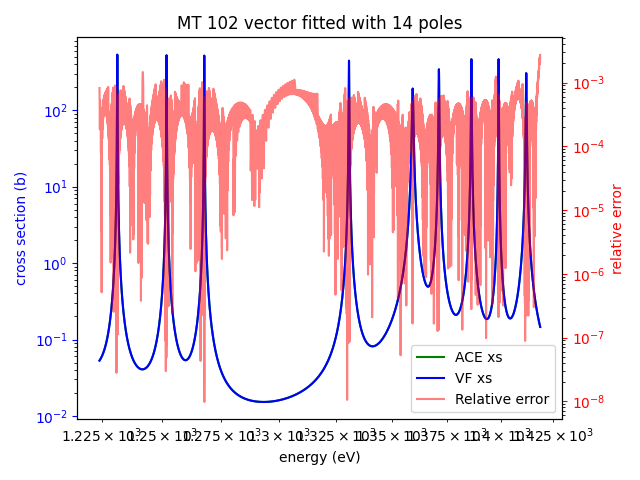 MT 102 vector fitted with 14 poles
10²
10¹
10⁰
10⁻¹
10⁻²
cross section (b)
10⁻³
10⁻⁴
10⁻⁵
10⁻⁶
10⁻⁷
10⁻⁸
relative error
ACE xs
VF xs
Relative error
1.225 × 10³ 1.25 × 10³ 1.275 × 10³ 1.3 × 10³ 1.325 × 10³ 1.35 × 10³ 1.375 × 10³ 1.4 × 10³ 1.425 × 10³
energy (eV)